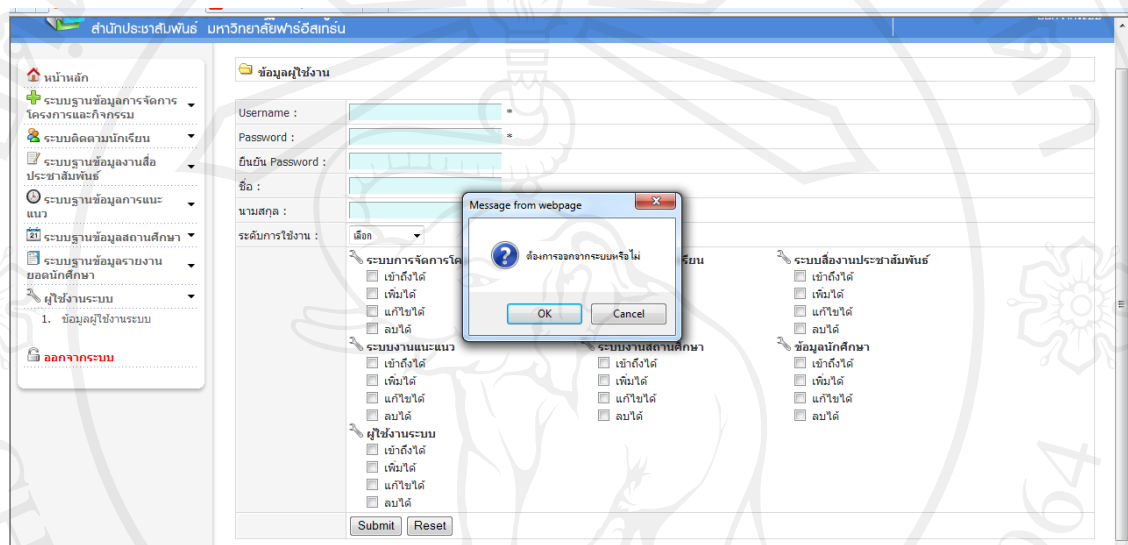 สำนักประชาสัมพันธ์ มหาวิทยาลัยฟาร์อีสเทิร์น
หน้าหลัก
ระบบฐานข้อมูลการจัดการ
โครงการและกิจกรรม
ระบบติดตามนักเรียน
ระบบฐานข้อมูลงานสื่อ
ประชาสัมพันธ์
ระบบฐานข้อมูลการแนะ
แนว
ระบบฐานข้อมูลสถานศึกษา
ระบบฐานข้อมูลรายงาน
ยอดนักศึกษา
ผู้ใช้งานระบบ
1. ข้อมูลผู้ใช้งานระบบ
ออกจากระบบ
ข้อมูลผู้ใช้งาน
Username : *
Password : *
ยืนยัน Password :
ชื่อ :
นามสกุล :
ระดับการใช้งาน : เลือก
ระบบการจัดการโค
เข้าถึงได้
เพิ่มได้
แก้ไขได้
ลบได้
รียน
ระบบสื่องานประชาสัมพันธ์
เข้าถึงได้
เพิ่มได้
แก้ไขได้
ลบได้
ระบบงานแนะแนว
เข้าถึงได้
เพิ่มได้
แก้ไขได้
ลบได้
ระบบงานสถานศึกษา
เข้าถึงได้
เพิ่มได้
แก้ไขได้
ลบได้
ข้อมูลนักศึกษา
เข้าถึงได้
เพิ่มได้
แก้ไขได้
ลบได้
ผู้ใช้งานระบบ
เข้าถึงได้
เพิ่มได้
แก้ไขได้
ลบได้
Submit Reset
Message from webpage
ต้องการออกจากระบบหรือไม่
OK Cancel